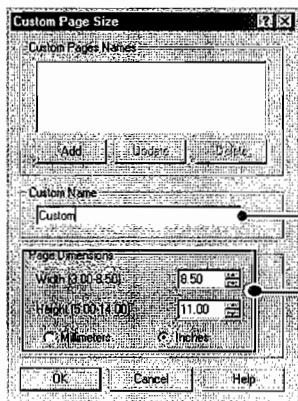 Custom Page Size
Custom Pages Names
Add Update Delete
Custom Name
Custom
Page Dimensions
Width (3.00-8.50) 8.50
Height (5.00-14.00) 11.00
Millimeters Inches
OK Cancel Help